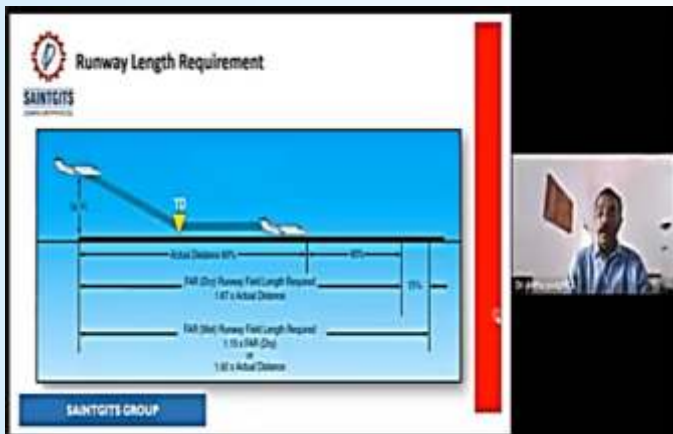 Runway Length Requirement
SAINTGITS
TD
Actual Distance 60%
40%
FAR (Dry) Runway Field Length Required
1.67 x Actual Distance
15%
FAR (Wet) Runway Field Length Required
1.15 x FAR (Dry)
or
1.92 x Actual Distance
SAINTGITS GROUP